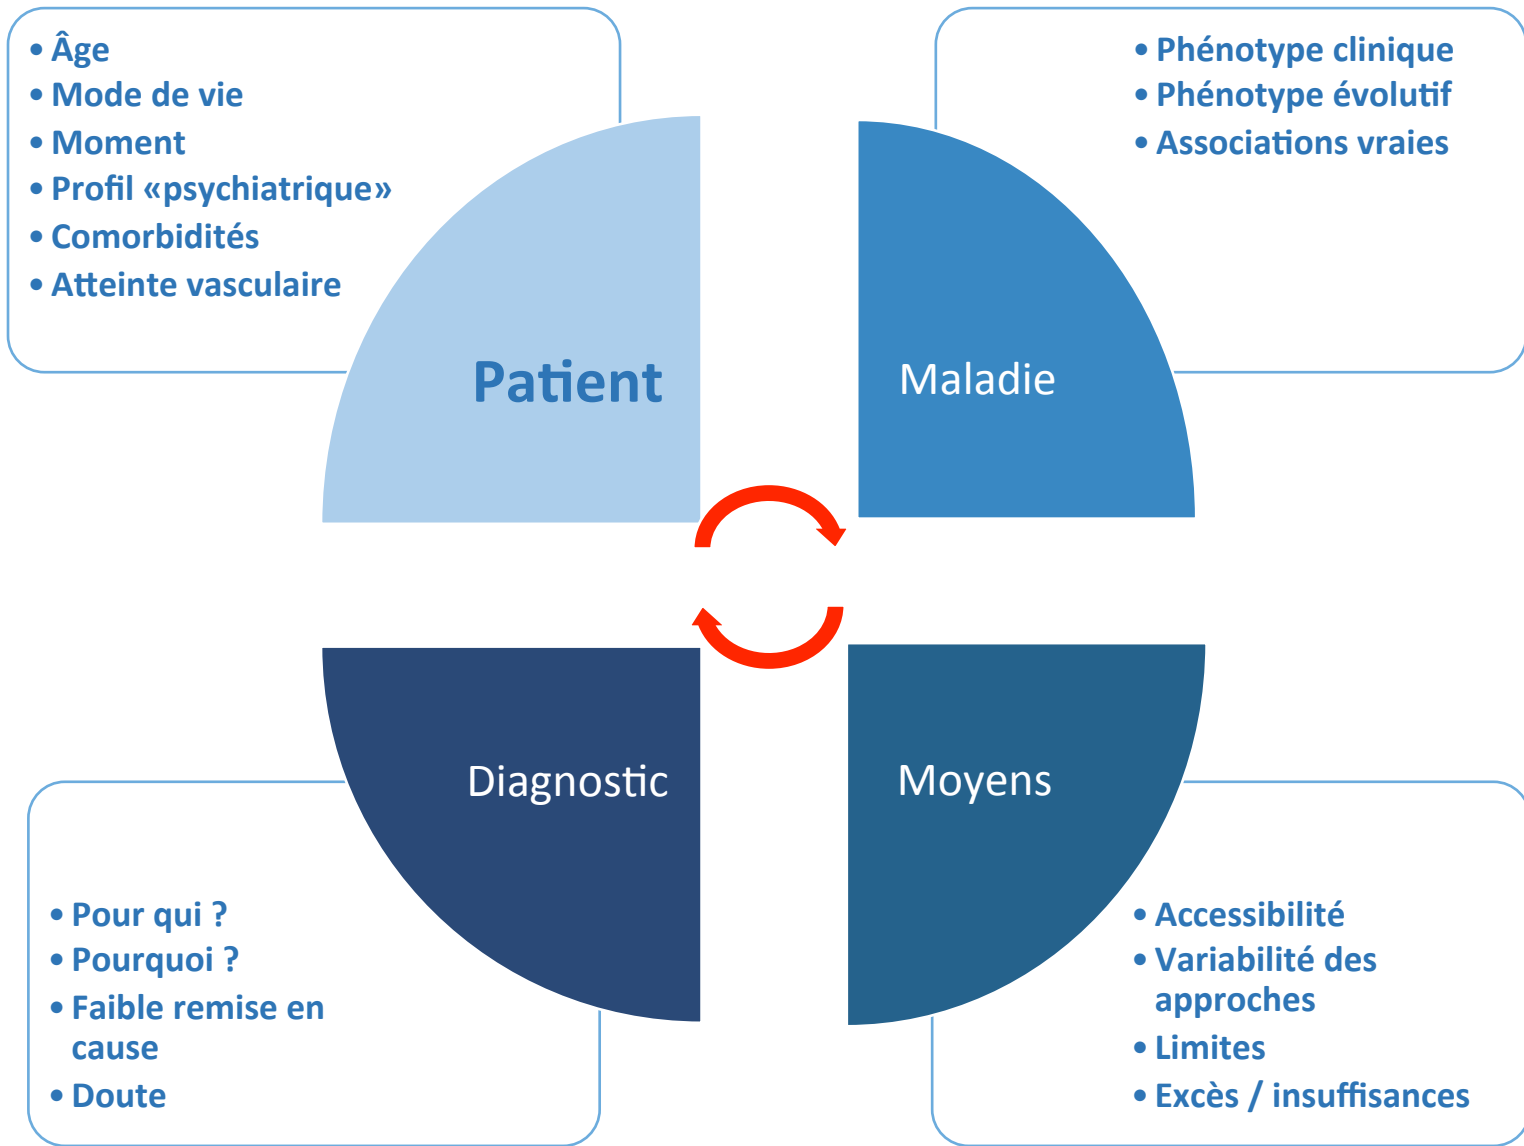 • Âge
• Mode de vie
• Moment
• Profil «psychiatrique»
• Comorbidités
• Atteinte vasculaire
Patient
• Phénotype clinique
• Phénotype évolutif
• Associations vraies
Maladie
Diagnostic
• Pour qui ?
• Pourquoi ?
• Faible remise en
cause
• Doute
Moyens
• Accessibilité
• Variabilité des
approches
• Limites
• Excès / insuffisances